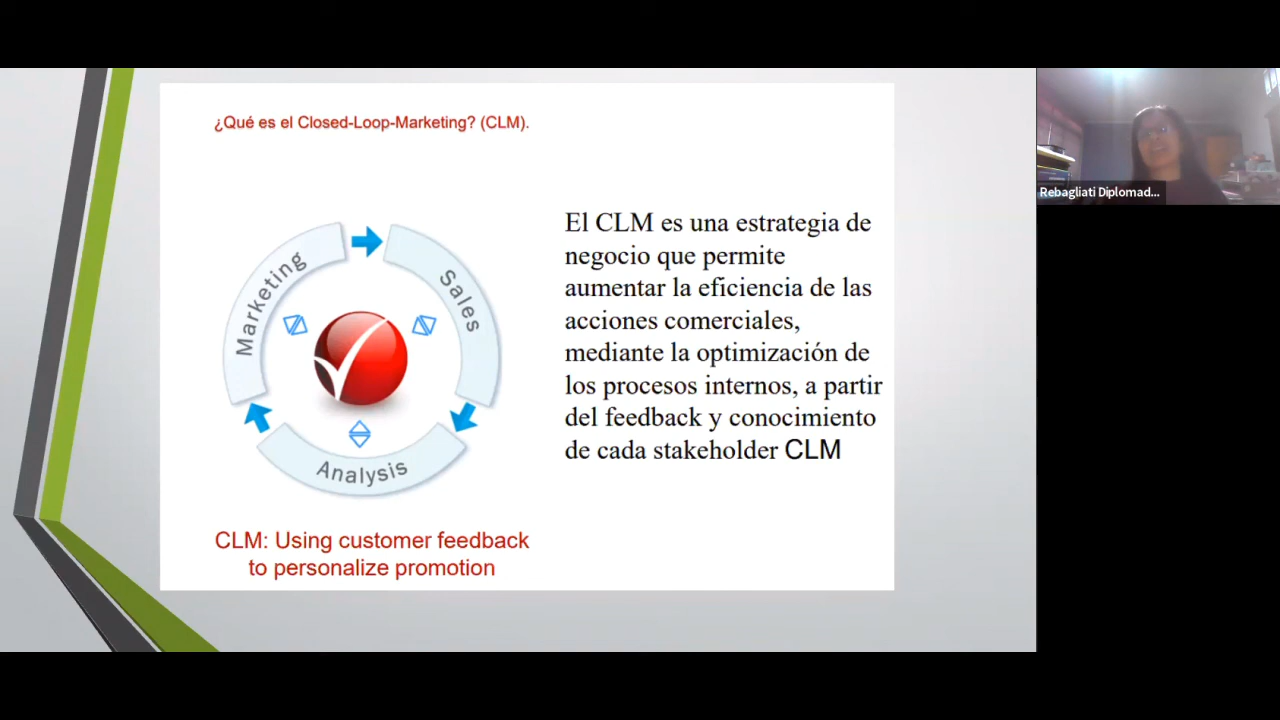 ¿Qué es el Closed-Loop-Marketing? (CLM).
Marketing
Sales
Analysis
CLM: Using customer feedback
to personalize promotion
El CLM es una estrategia de
negocio que permite
aumentar la eficiencia de las
acciones comerciales,
mediante la optimización de
los procesos internos, a partir
del feedback y conocimiento
de cada stakeholder CLM
Rebagliati Diplomad...